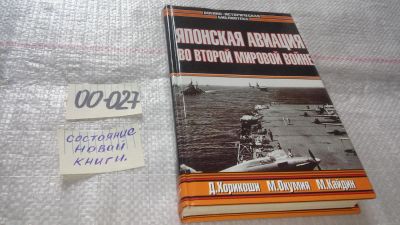 ВОЕННО-ИСТОРИЧЕСКАЯ
БИБЛИОТЕКА
ЯПОНСКАЯ АВИАЦИЯ
ВО ВТОРОЙ МИРОВОЙ ВОЙНЕ
Д.Хорикоши М.Окумия М.Кайдин
00-027
состояние
новой
книги.